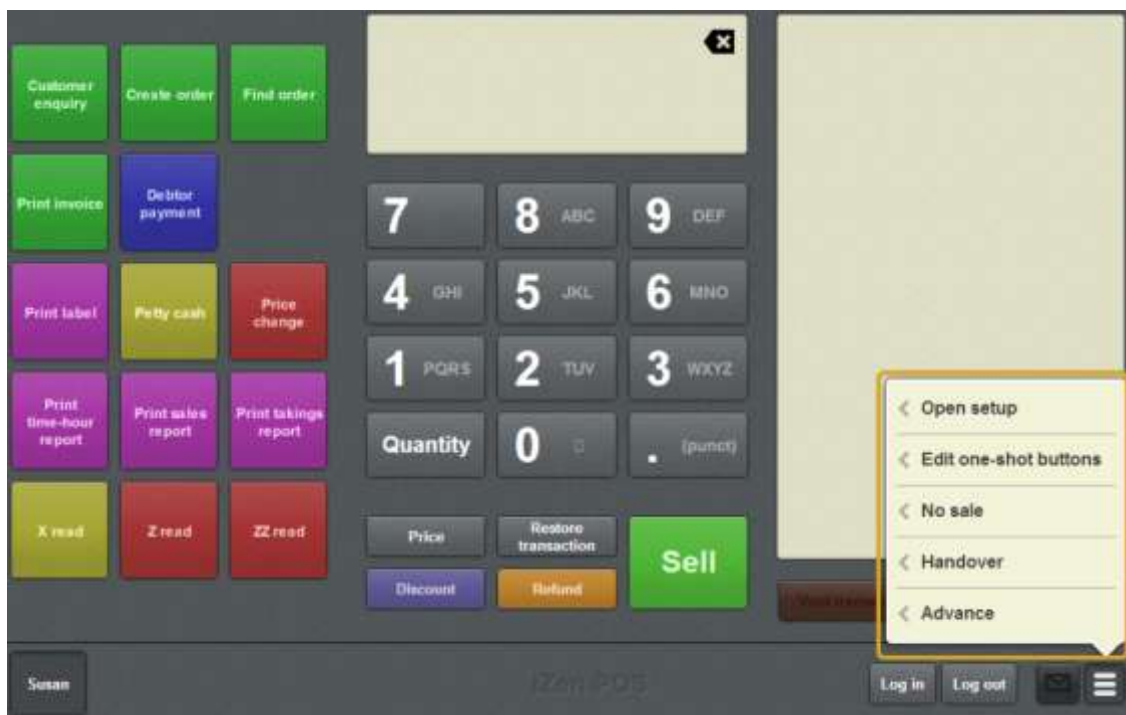 Customer
enquiry
Create order
Find order
Print invoice
Debtor
payment
Print label
Petty cash
Price
change
Print
time-hour
report
Print sales
report
Print takings
report
X read
Z read
ZZ read
7
8 ABC
9 DEF
4 GHI
5 JKL
6 MNO
1 PQRS
2 TUV
3 WXYZ
Quantity
0
. (punct)
Price
Restore
transaction
Discount
Refund
Sell
Open setup
Edit one-shot buttons
No sale
Handover
Advance
Susan
iZen POS
Log in
Log out